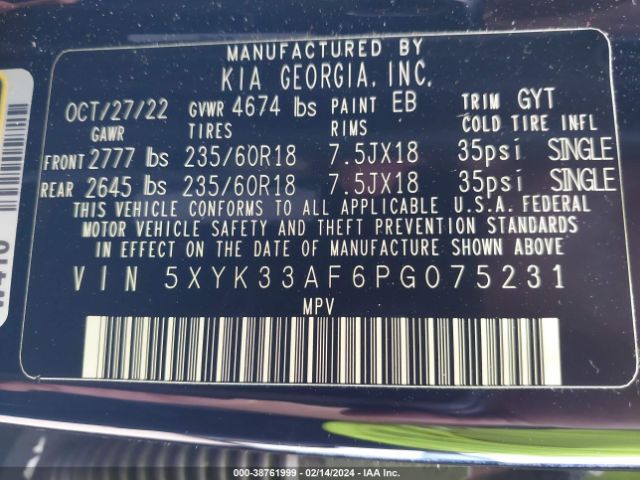 MANUFACTURED BY
KIA GEORGIA, INC.
OCT/27/22 GVWR 4674 lbs PAINT EB TRIM GYT
GAWR TIRES RIMS COLD TIRE INFL
FRONT 2777 lbs 235/60R18 7.5JX18 35psi SINGLE
REAR 2645 lbs 235/60R18 7.5JX18 35psi SINGLE
THIS VEHICLE CONFORMS TO ALL APPLICABLE U.S.A. FEDERAL
MOTOR VEHICLE SAFETY AND THEFT PREVENTION STANDARDS
IN EFFECT ON THE DATE OF MANUFACTURE SHOWN ABOVE
VIN 5XYK33AF6PG075231
MPV
000-38761999 - 02/14/2024 - IAA Inc.